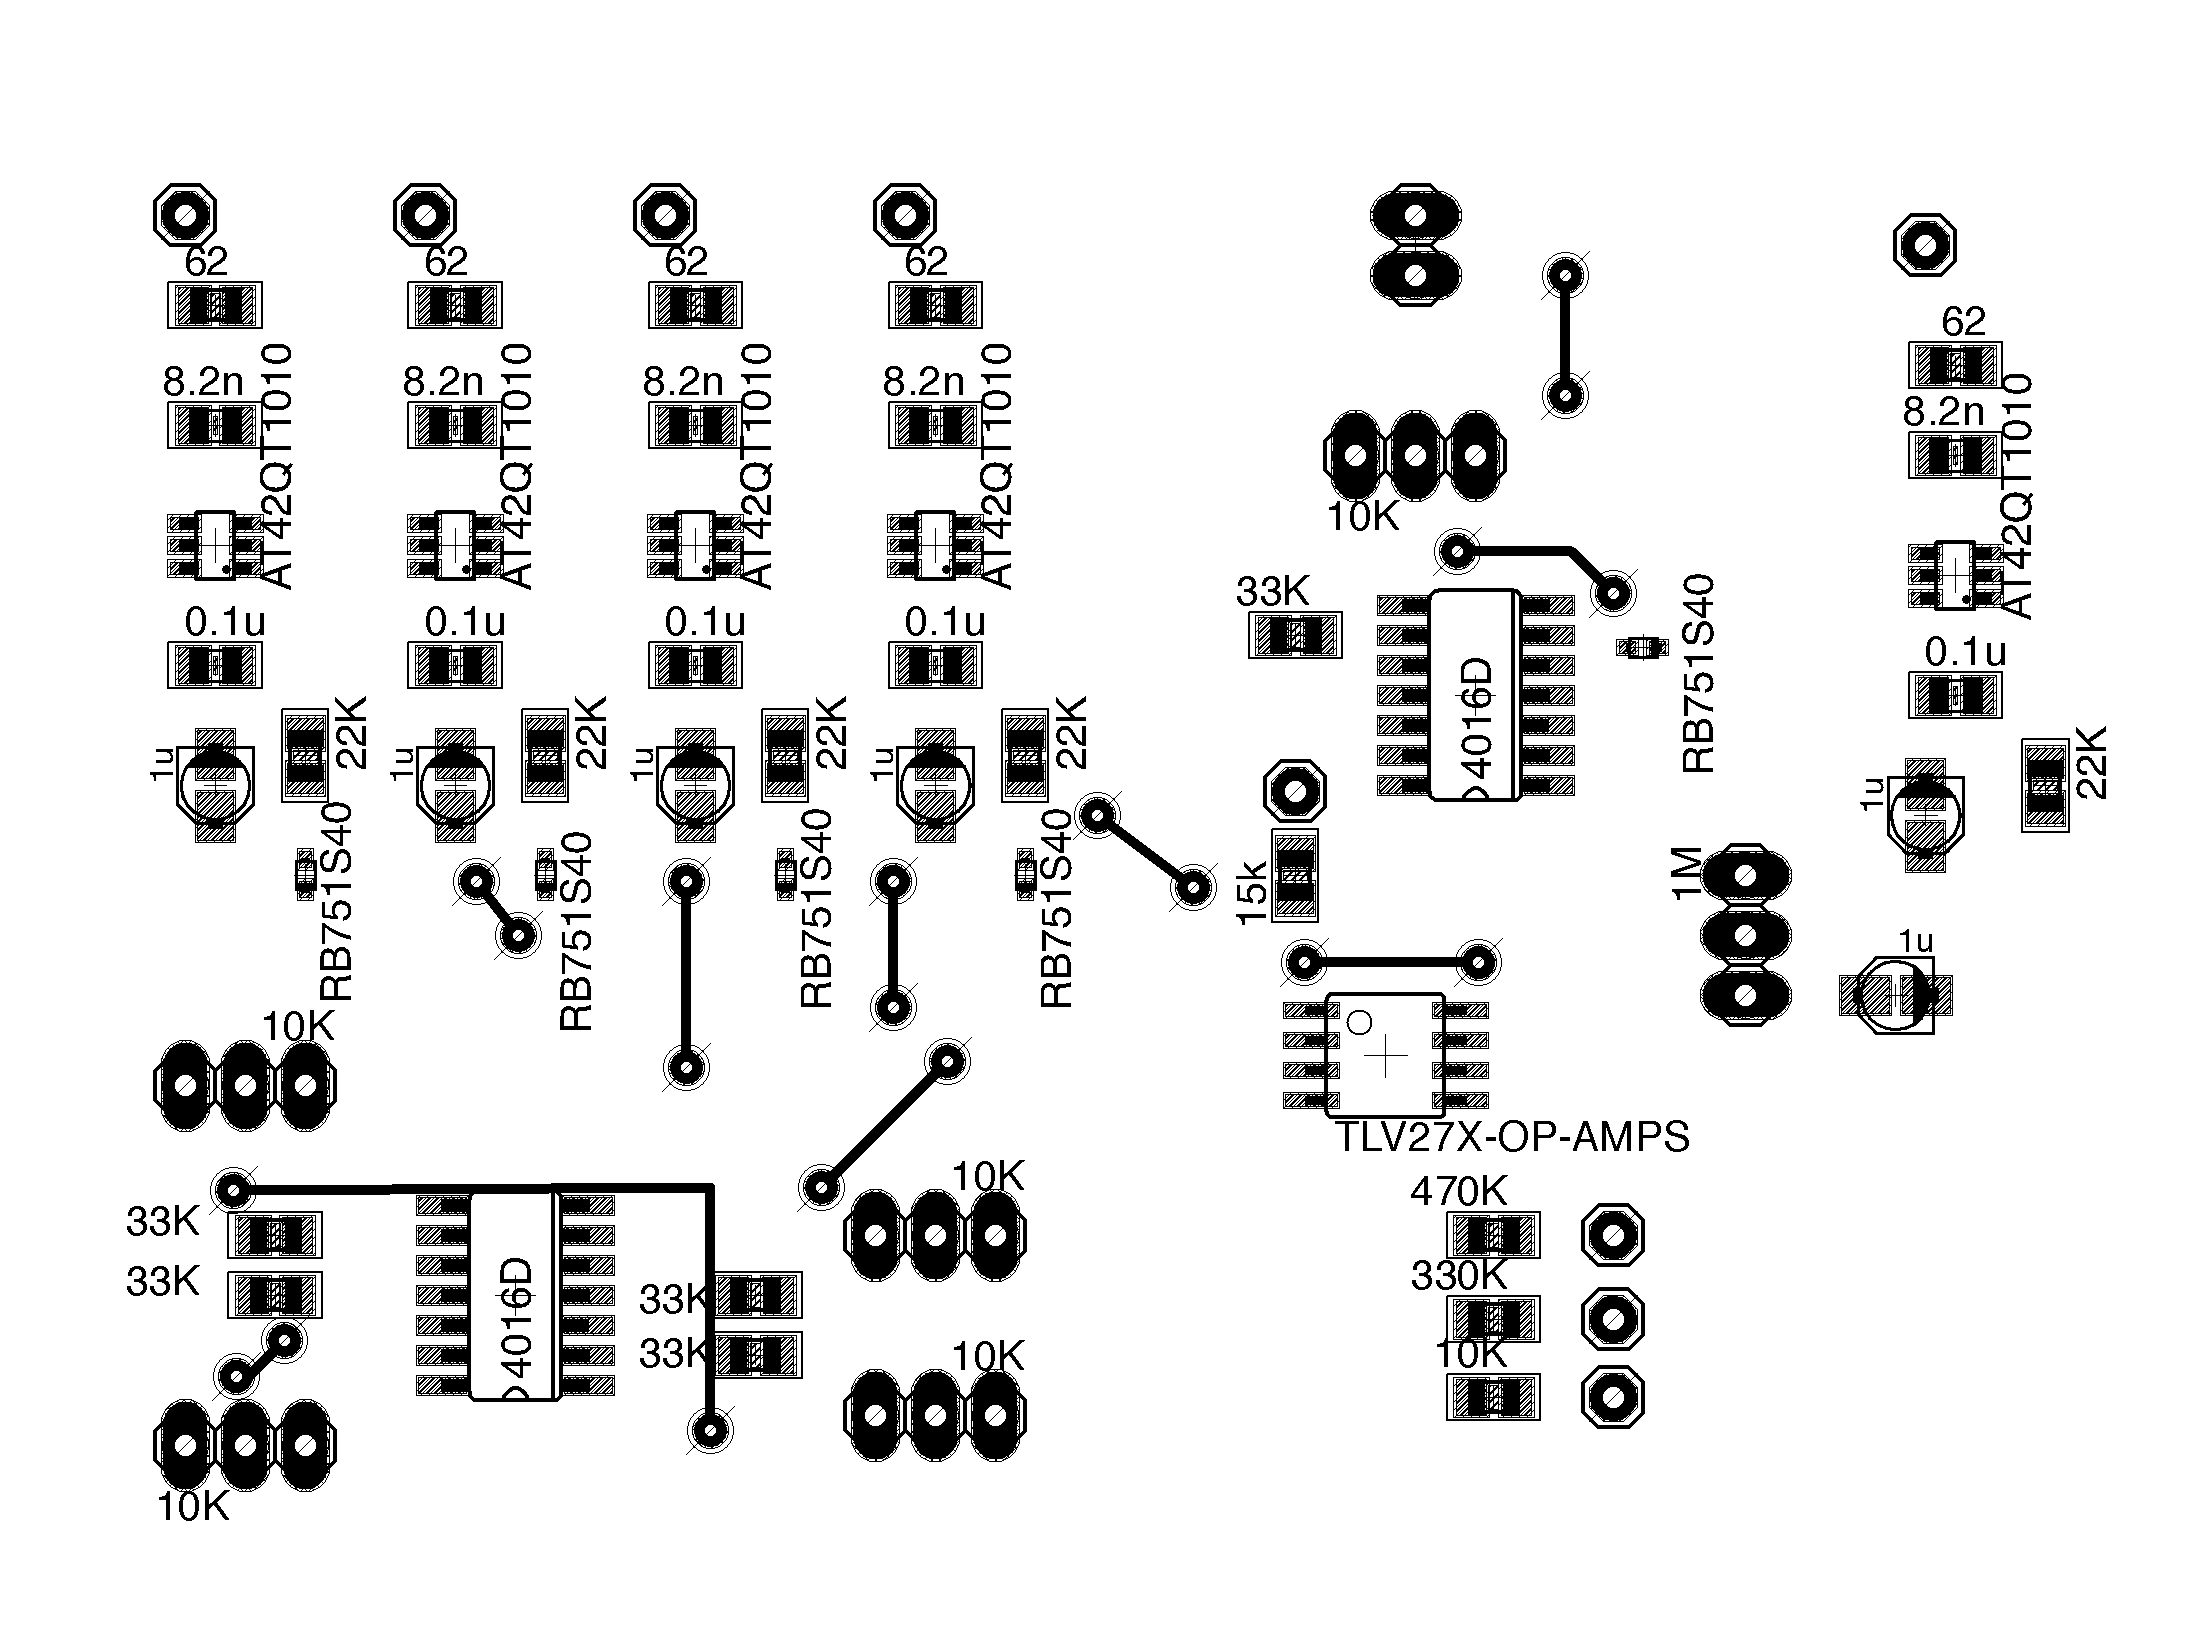 62
62
62
62
62
8.2n
8.2n
8.2n
8.2n
8.2n
AT42QT1010
AT42QT1010
AT42QT1010
AT42QT1010
AT42QT1010
10K
33K
0.1u
0.1u
0.1u
0.1u
0.1u
4016D
RB751S40
1u
22K
1u
22K
1u
22K
1u
22K
1u
22K
RB751S40
RB751S40
RB751S40
RB751S40
15k
1M
1u
10K
TLV27X-OP-AMPS
10K
470K
33K
33K
4016D
33K
330K
33K
10K
10K
10K